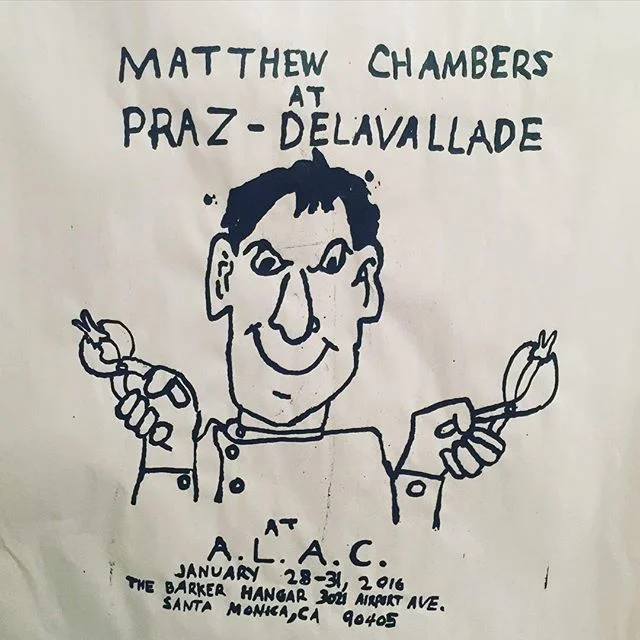 MATTHEW CHAMBERS
AT
PRAZ-DELAVALLADE
AT
A.L.A.C.
JANUARY 28-31, 2016
THE BARKER HANGAR 3021 AIRPORT AVE.
SANTA MONICA, CA 90405